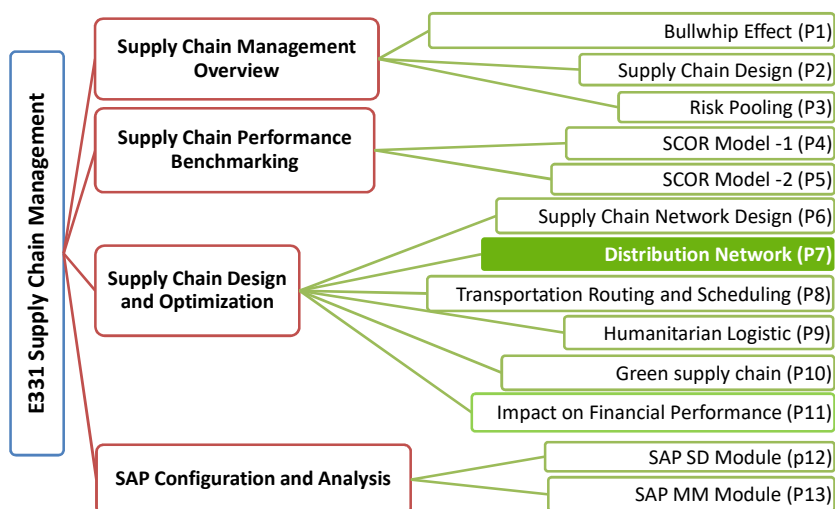 E331 Supply Chain Management
Supply Chain Management
Overview
Bullwhip Effect (P1)
Supply Chain Design (P2)
Risk Pooling (P3)
Supply Chain Performance
Benchmarking
SCOR Model -1 (P4)
SCOR Model -2 (P5)
Supply Chain Design
and Optimization
Supply Chain Network Design (P6)
Distribution Network (P7)
Transportation Routing and Scheduling (P8)
Humanitarian Logistic (P9)
Green supply chain (P10)
Impact on Financial Performance (P11)
SAP Configuration and Analysis
SAP SD Module (p12)
SAP MM Module (P13)